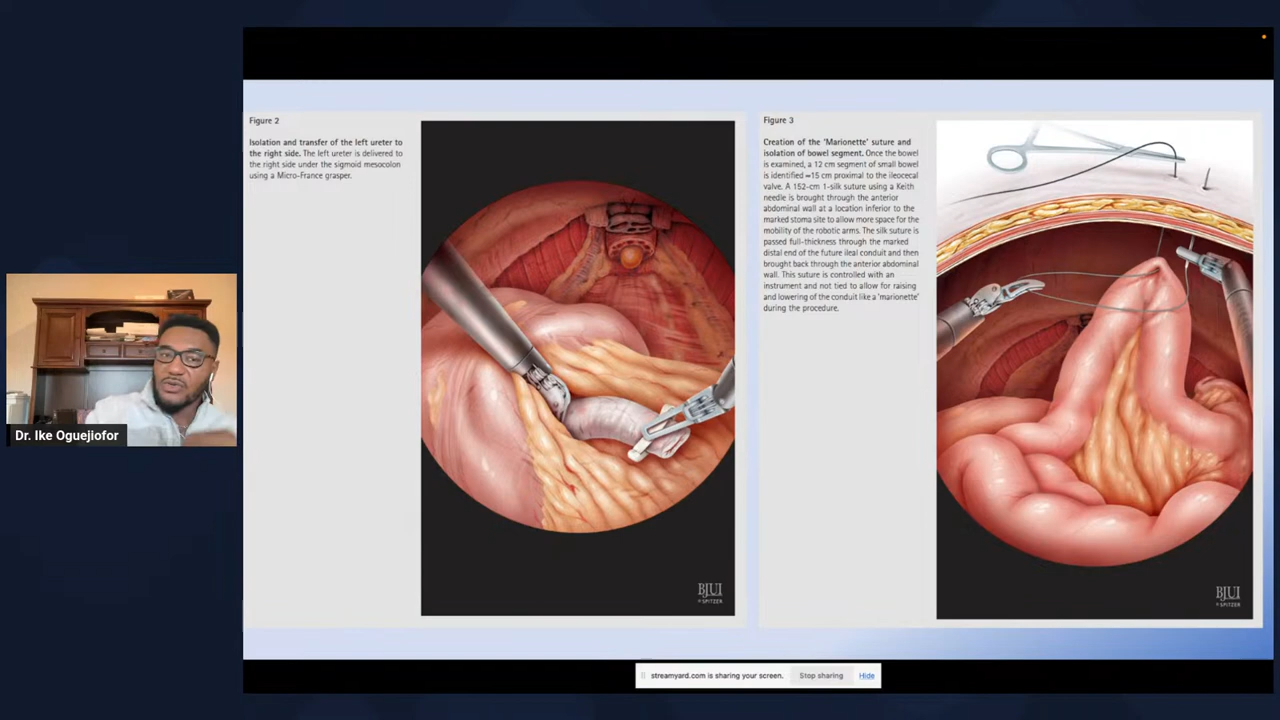 Figure 2
Isolation and transfer of the left ureter to
the right side. The left ureter is delivered to
the right side under the sigmoid mesocolon
using a Micro-France grasper.
BJUI
SPITZER
Figure 3
Creation of the 'Marionette' suture and
isolation of bowel segment. Once the bowel
is examined, a 12 cm segment of small bowel
is identified ≈15 cm proximal to the ileocecal
valve. A 152-cm 1-silk suture using a Keith
needle is brought through the anterior
abdominal wall at a location inferior to the
marked stoma site to allow more space for the
mobility of the robotic arms. The silk suture is
passed full-thickness through the marked
distal end of the future ileal conduit and then
brought back through the anterior abdominal
wall. This suture is controlled with an
instrument and not tied to allow for raising
and lowering of the conduit like a 'marionette'
during the procedure.
BJUI
SPITZER
Dr. Ike Oguejiofor
streamyard.com is sharing your screen.
Stop sharing
Hide